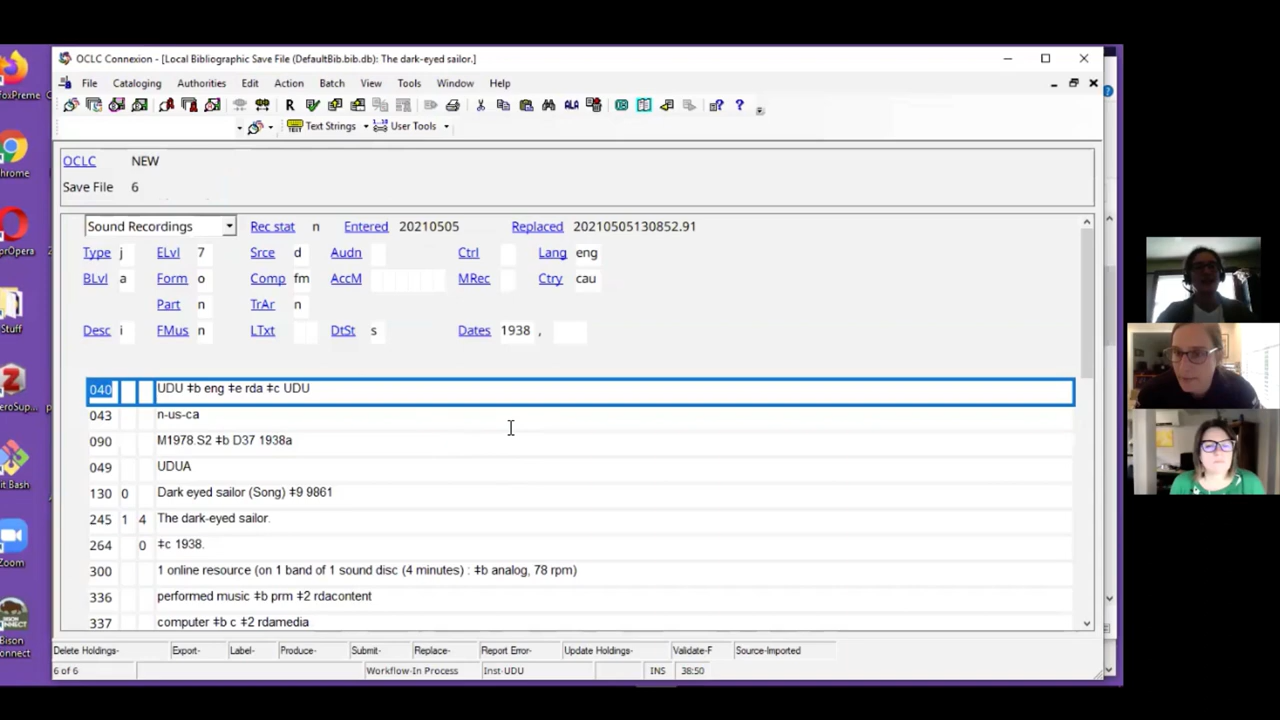 OCLC Connexion - [Local Bibliographic Save File (DefaultBib.bib.db): The dark-eyed sailor.]
File Cataloging Authorities Edit Action Batch View Tools Window Help
R ALA ?
Text Strings User Tools
OCLC NEW
Save File 6
Sound Recordings Rec stat n Entered 20210505 Replaced 20210505130852.91
Type j ELvl 7 Srce d Audn Ctrl Lang eng
BLvl a Form o Comp fm AccM MRec Ctry cau
Part n TrAr n
Desc i FMus n LTxt DtSt s Dates 1938 ,
040 UDU ‡b eng ‡e rda ‡c UDU
043 n-us-ca
090 M1978.S2 ‡b D37 1938a
049 UDUA
130 0 Dark eyed sailor (Song) ‡9 9861
245 1 4 The dark-eyed sailor.
264 0 ‡c 1938.
300 1 online resource (on 1 band of 1 sound disc (4 minutes) : ‡b analog, 78 rpm)
336 performed music ‡b prm ‡2 rdacontent
337 computer ‡b c ‡2 rdamedia
Delete Holdings- Export- Label- Produce- Submit- Replace- Report Error- Update Holdings- Validate-F Source-Imported
6 of 6 Workflow-In Process Inst-UDU INS 38:50
Stuff
Zoom